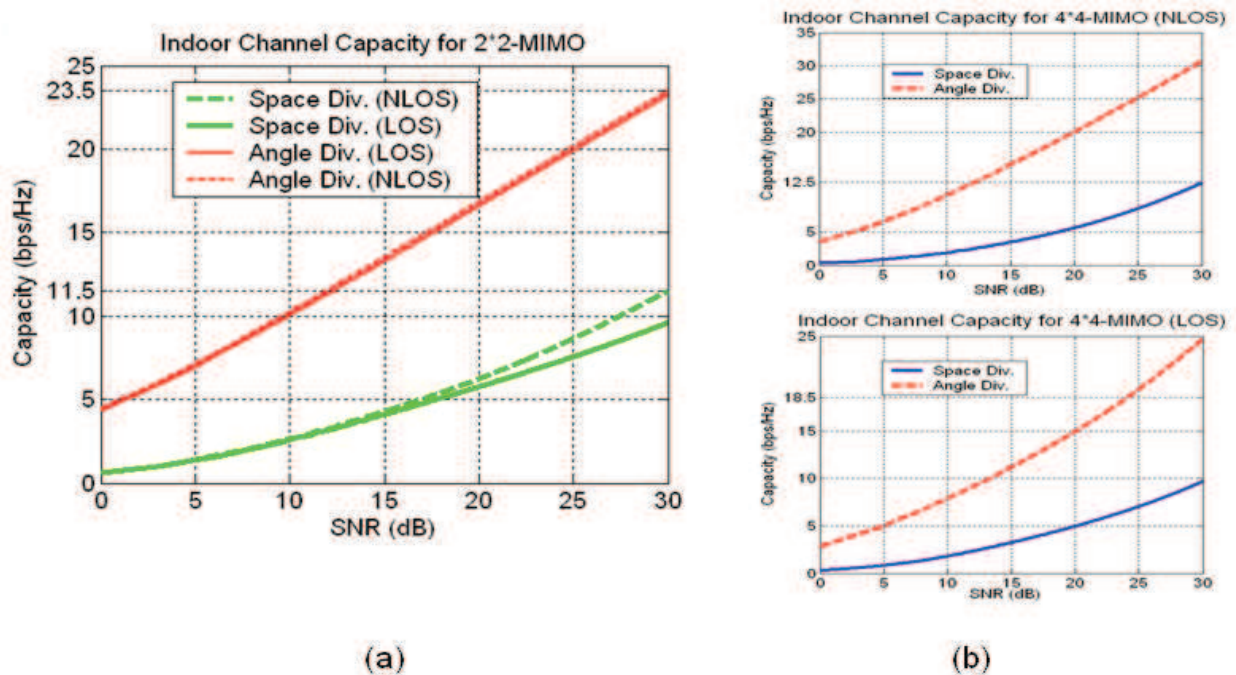 Indoor Channel Capacity for 2*2-MIMO
25
23.5
20
15
11.5
10
5
0
Capacity (bps/Hz)
Space Div. (NLOS)
Space Div. (LOS)
Angle Div. (LOS)
Angle Div. (NLOS)
0 5 10 15 20 25 30
SNR (dB)
(a)
Indoor Channel Capacity for 4*4-MIMO (NLOS)
35
30
25
20
12.5
5
0
Capacity (bps/Hz)
Space Div.
Angle Div.
0 5 10 15 20 25 30
SNR (dB)
Indoor Channel Capacity for 4*4-MIMO (LOS)
25
18.5
15
10
5
0
Capacity (bps/Hz)
Space Div.
Angle Div.
0 5 10 15 20 25 30
SNR (dB)
(b)